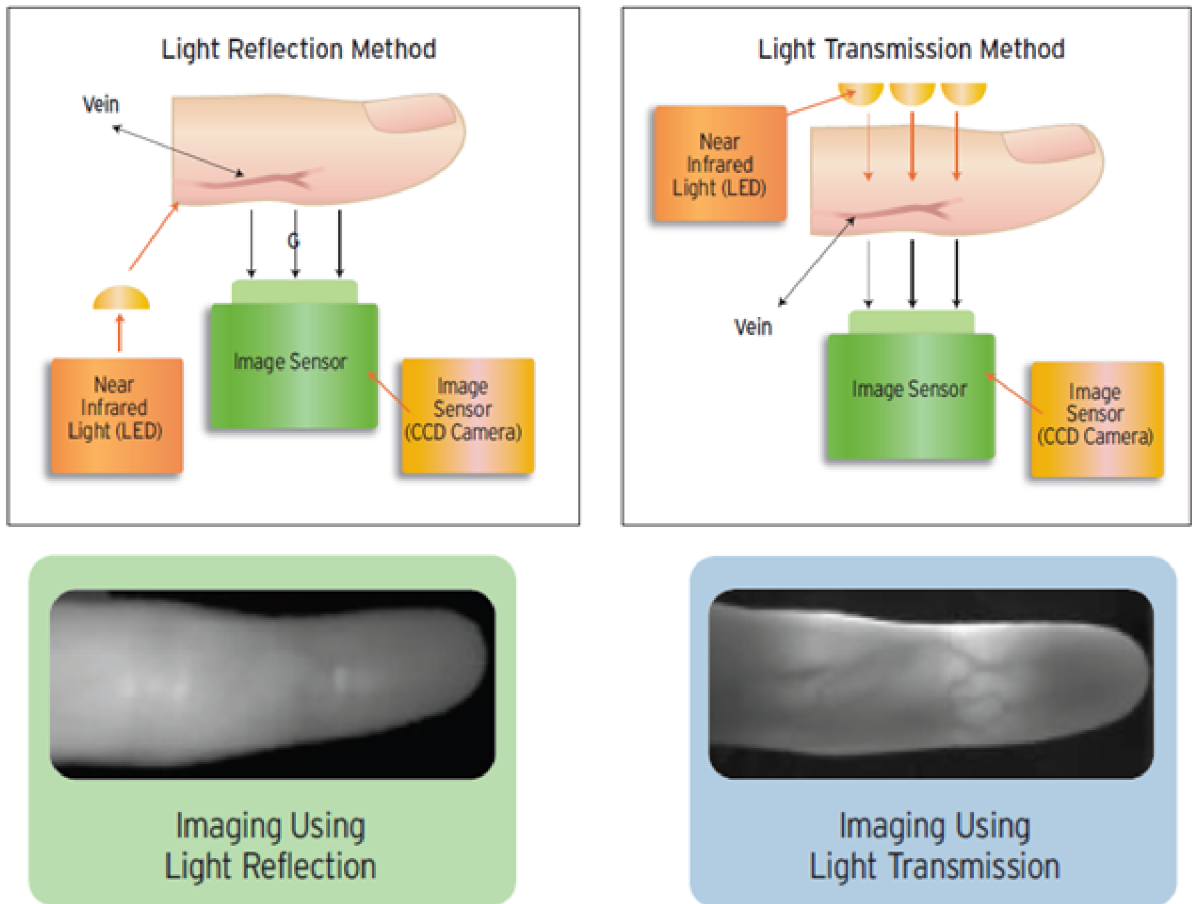 Light Reflection Method
Vein
G
Image Sensor
Near
Infrared
Light (LED)
Image
Sensor
(CCD Camera)
Light Transmission Method
Near
Infrared
Light (LED)
Vein
Image Sensor
Image
Sensor
(CCD Camera)
Imaging Using
Light Reflection
Imaging Using
Light Transmission